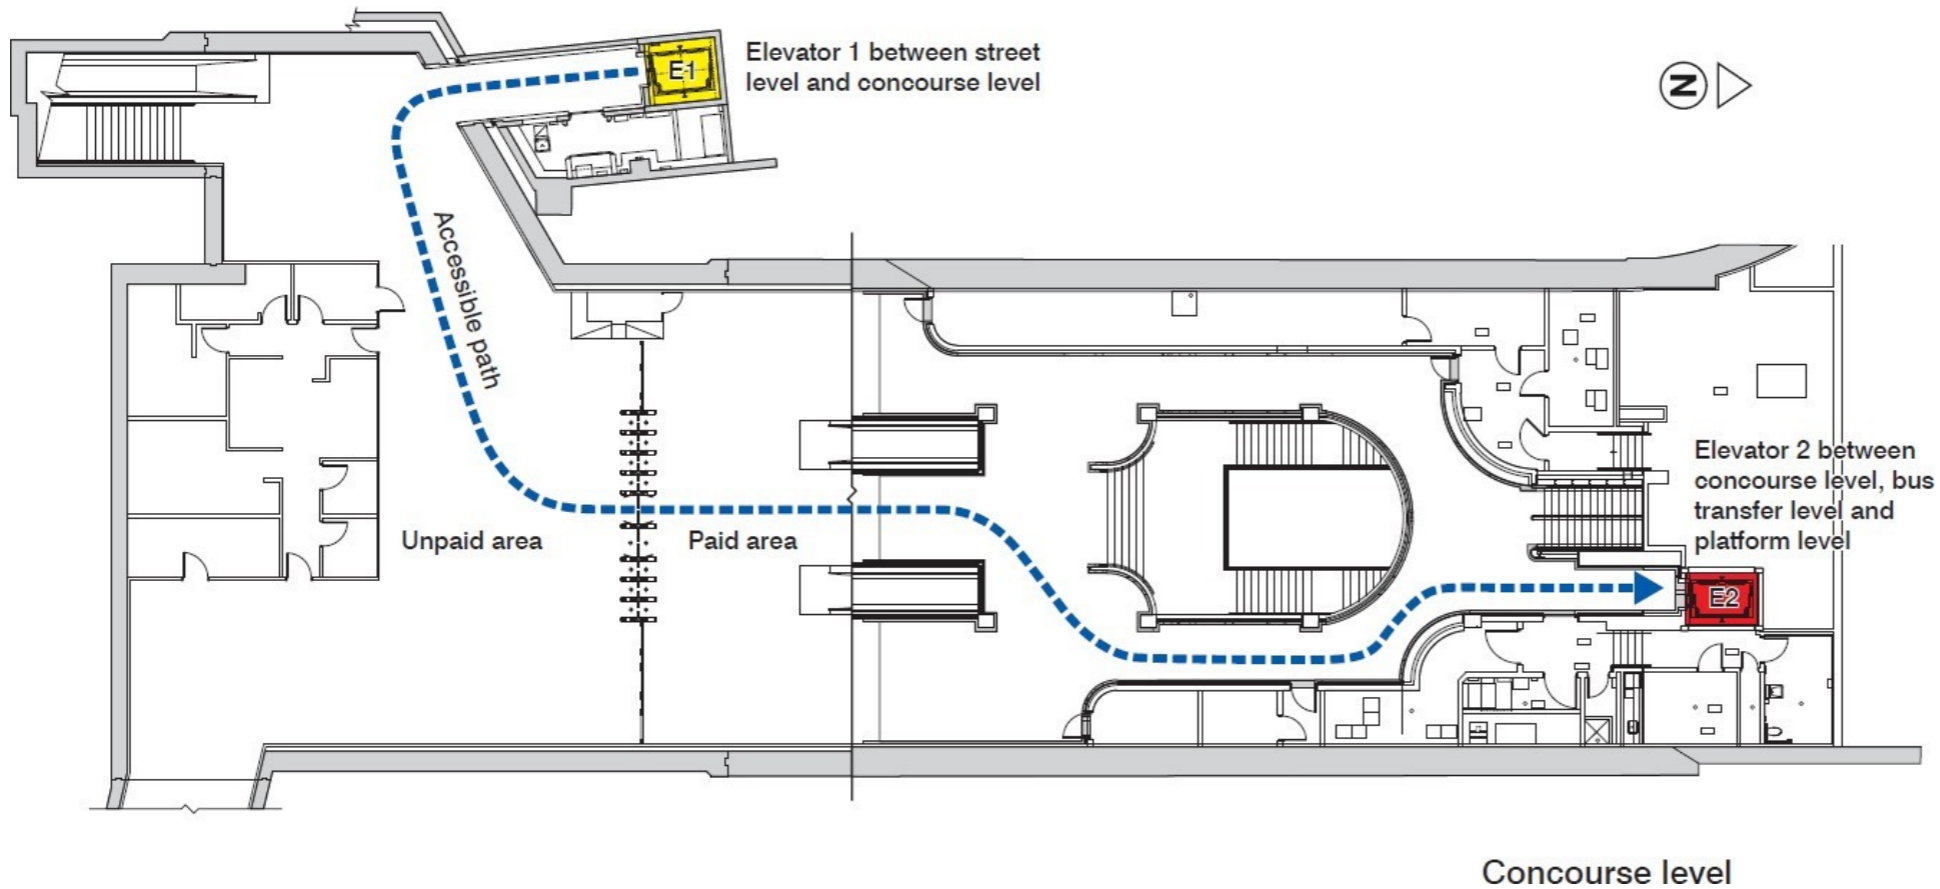 E1
Elevator 1 between street
level and concourse level
N
Accessible path
Unpaid area
Paid area
Elevator 2 between
concourse level, bus
transfer level and
platform level
E2
Concourse level